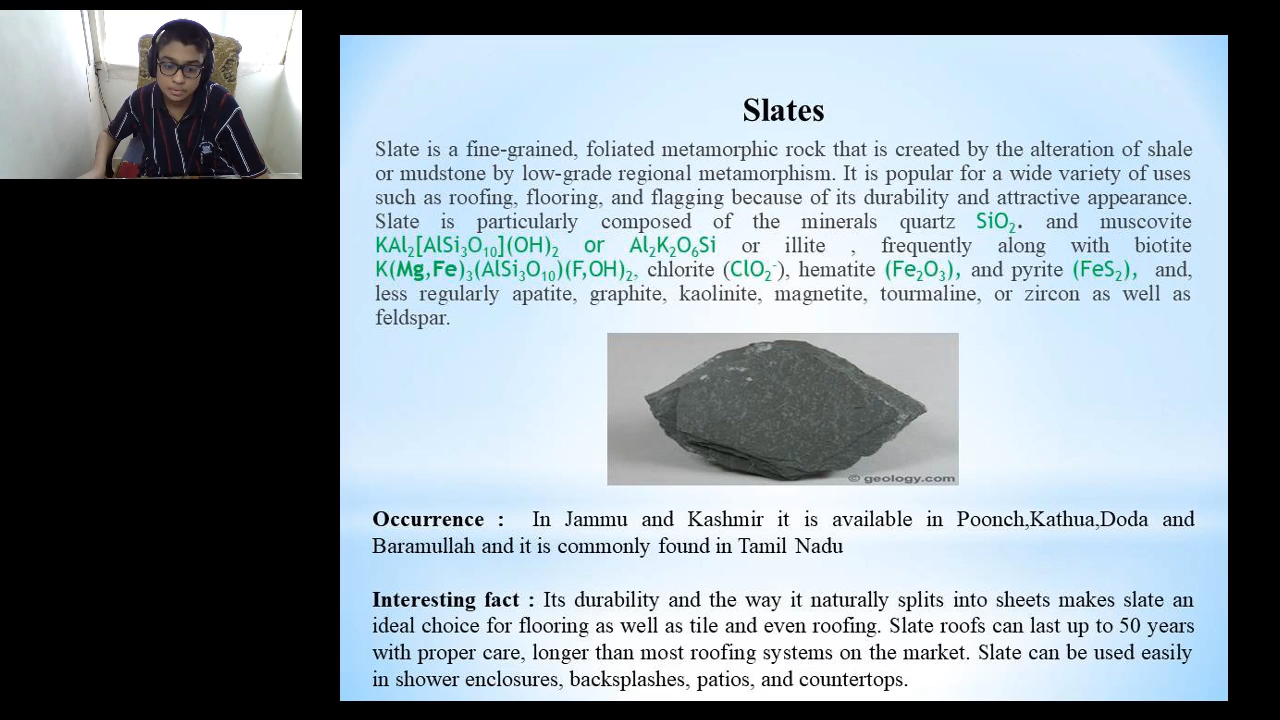 Slates
Slate is a fine-grained, foliated metamorphic rock that is created by the alteration of shale
or mudstone by low-grade regional metamorphism. It is popular for a wide variety of uses
such as roofing, flooring, and flagging because of its durability and attractive appearance.
Slate is particularly composed of the minerals quartz SiO₂. and muscovite
KAl₂[AlSi₃O₁₀](OH)₂ or Al₂K₂O₆Si or illite , frequently along with biotite
K(Mg,Fe)₃(AlSi₃O₁₀)(F,OH)₂, chlorite (ClO₂⁻), hematite (Fe₂O₃), and pyrite (FeS₂), and,
less regularly apatite, graphite, kaolinite, magnetite, tourmaline, or zircon as well as
feldspar.
© geology.com
Occurrence : In Jammu and Kashmir it is available in Poonch,Kathua,Doda and
Baramullah and it is commonly found in Tamil Nadu
Interesting fact : Its durability and the way it naturally splits into sheets makes slate an
ideal choice for flooring as well as tile and even roofing. Slate roofs can last up to 50 years
with proper care, longer than most roofing systems on the market. Slate can be used easily
in shower enclosures, backsplashes, patios, and countertops.